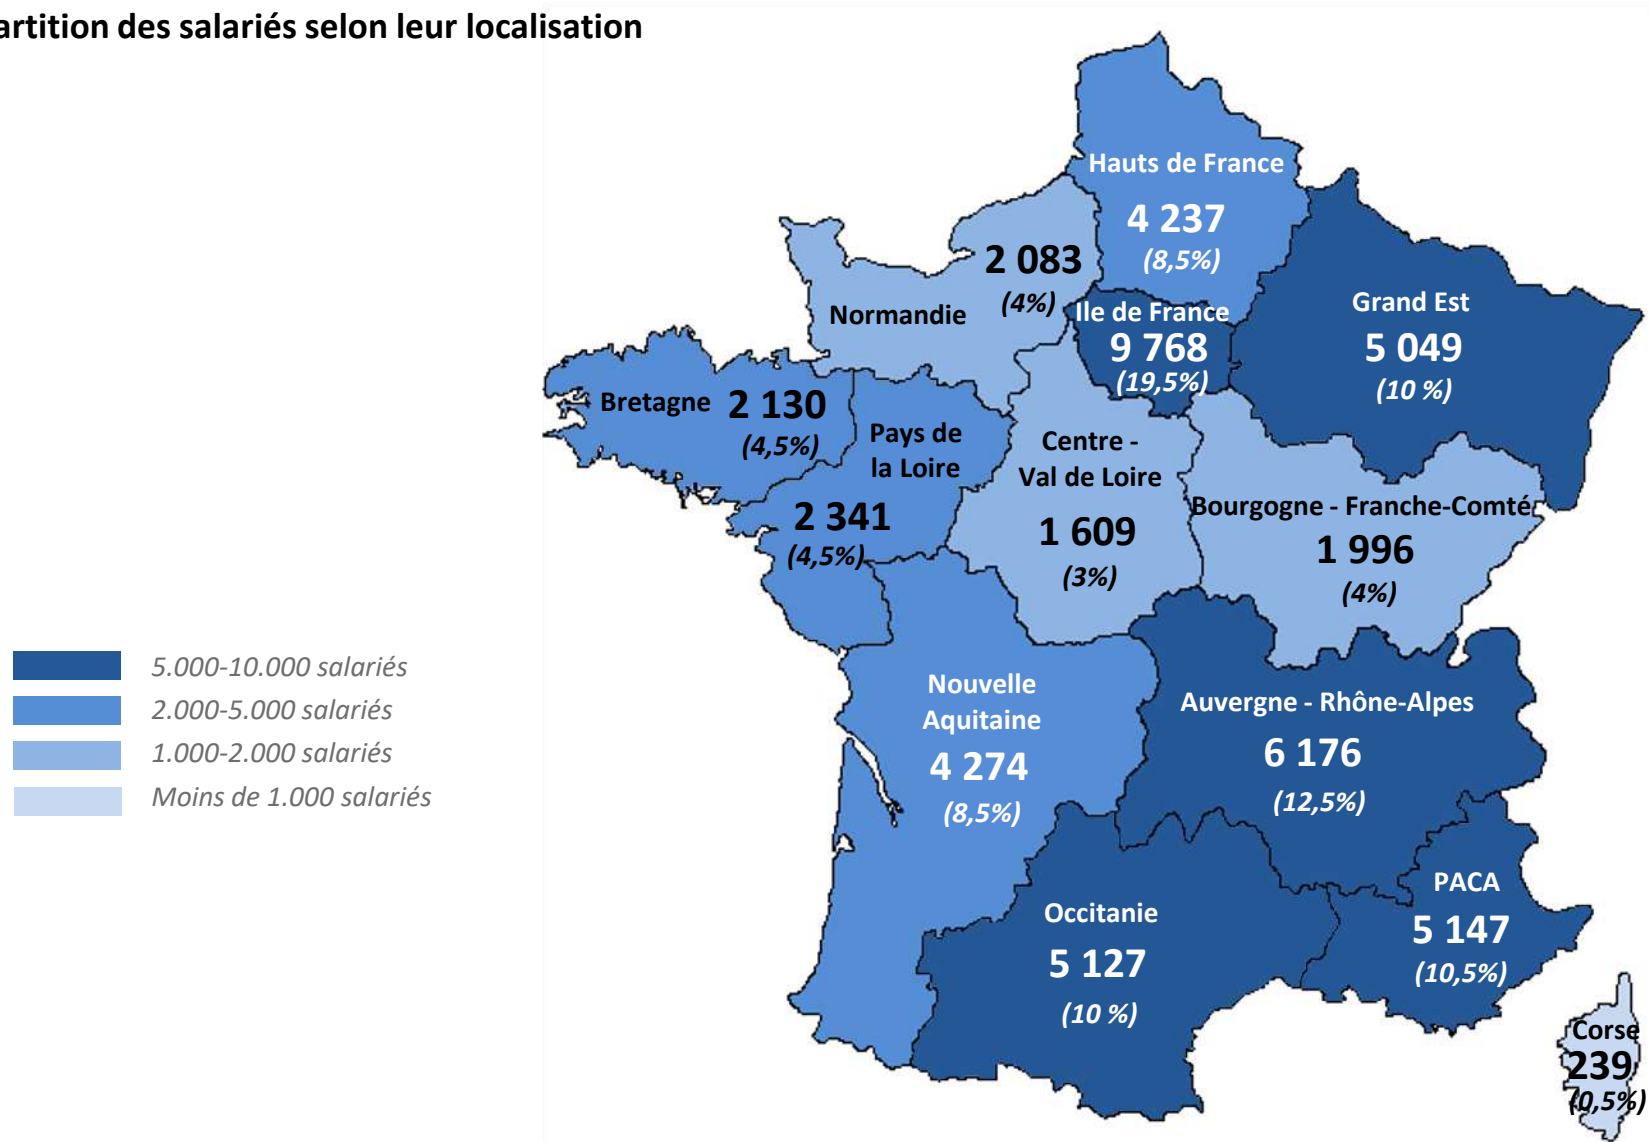 artition des salariés selon leur localisation
Hauts de France
4 237
(8,5%)
2 083
(4%)
Normandie
Ile de France
9 768
(19,5%)
Grand Est
5 049
(10 %)
Bretagne
2 130
(4,5%)
Pays de
la Loire
2 341
(4,5%)
Centre -
Val de Loire
1 609
(3%)
Bourgogne - Franche-Comté
1 996
(4%)
5.000-10.000 salariés
2.000-5.000 salariés
1.000-2.000 salariés
Moins de 1.000 salariés
Nouvelle
Aquitaine
4 274
(8,5%)
Auvergne - Rhône-Alpes
6 176
(12,5%)
PACA
5 147
(10,5%)
Occitanie
5 127
(10 %)
Corse
239
(0,5%)